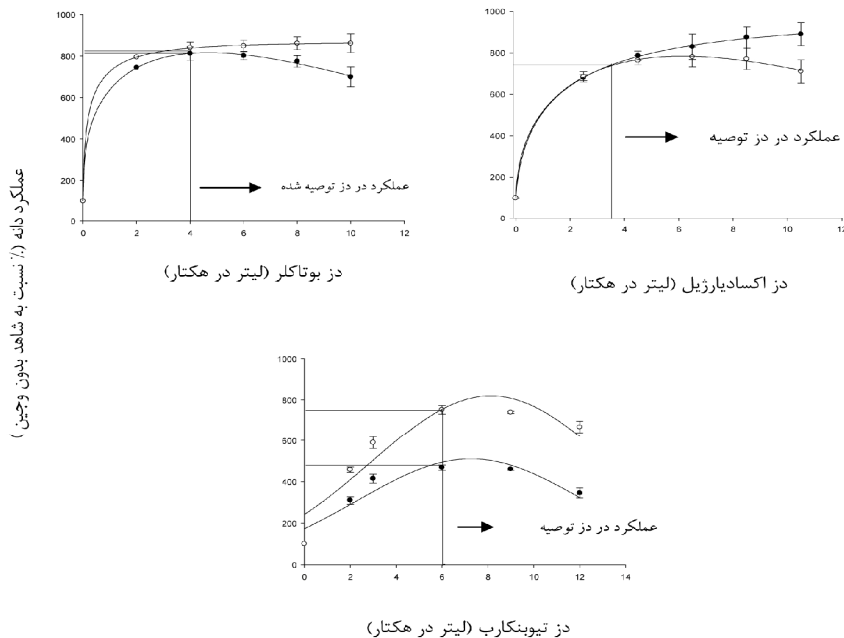 عملکرد دانه (٪ نسبت به شاهد بدون وجین)
1000
800
600
400
200
0
0 2 4 6 8 10 12
عملکرد در دز توصیه شده
دز بوتاکلر (لیتر در هکتار)
1000
800
600
400
200
0
0 2 4 6 8 10 12
عملکرد در دز توصیه
دز اکسادیارژیل (لیتر در هکتار)
1000
800
600
400
200
0
0 2 4 6 8 10 12 14
عملکرد در دز توصیه
دز تیوبنکارب (لیتر در هکتار)